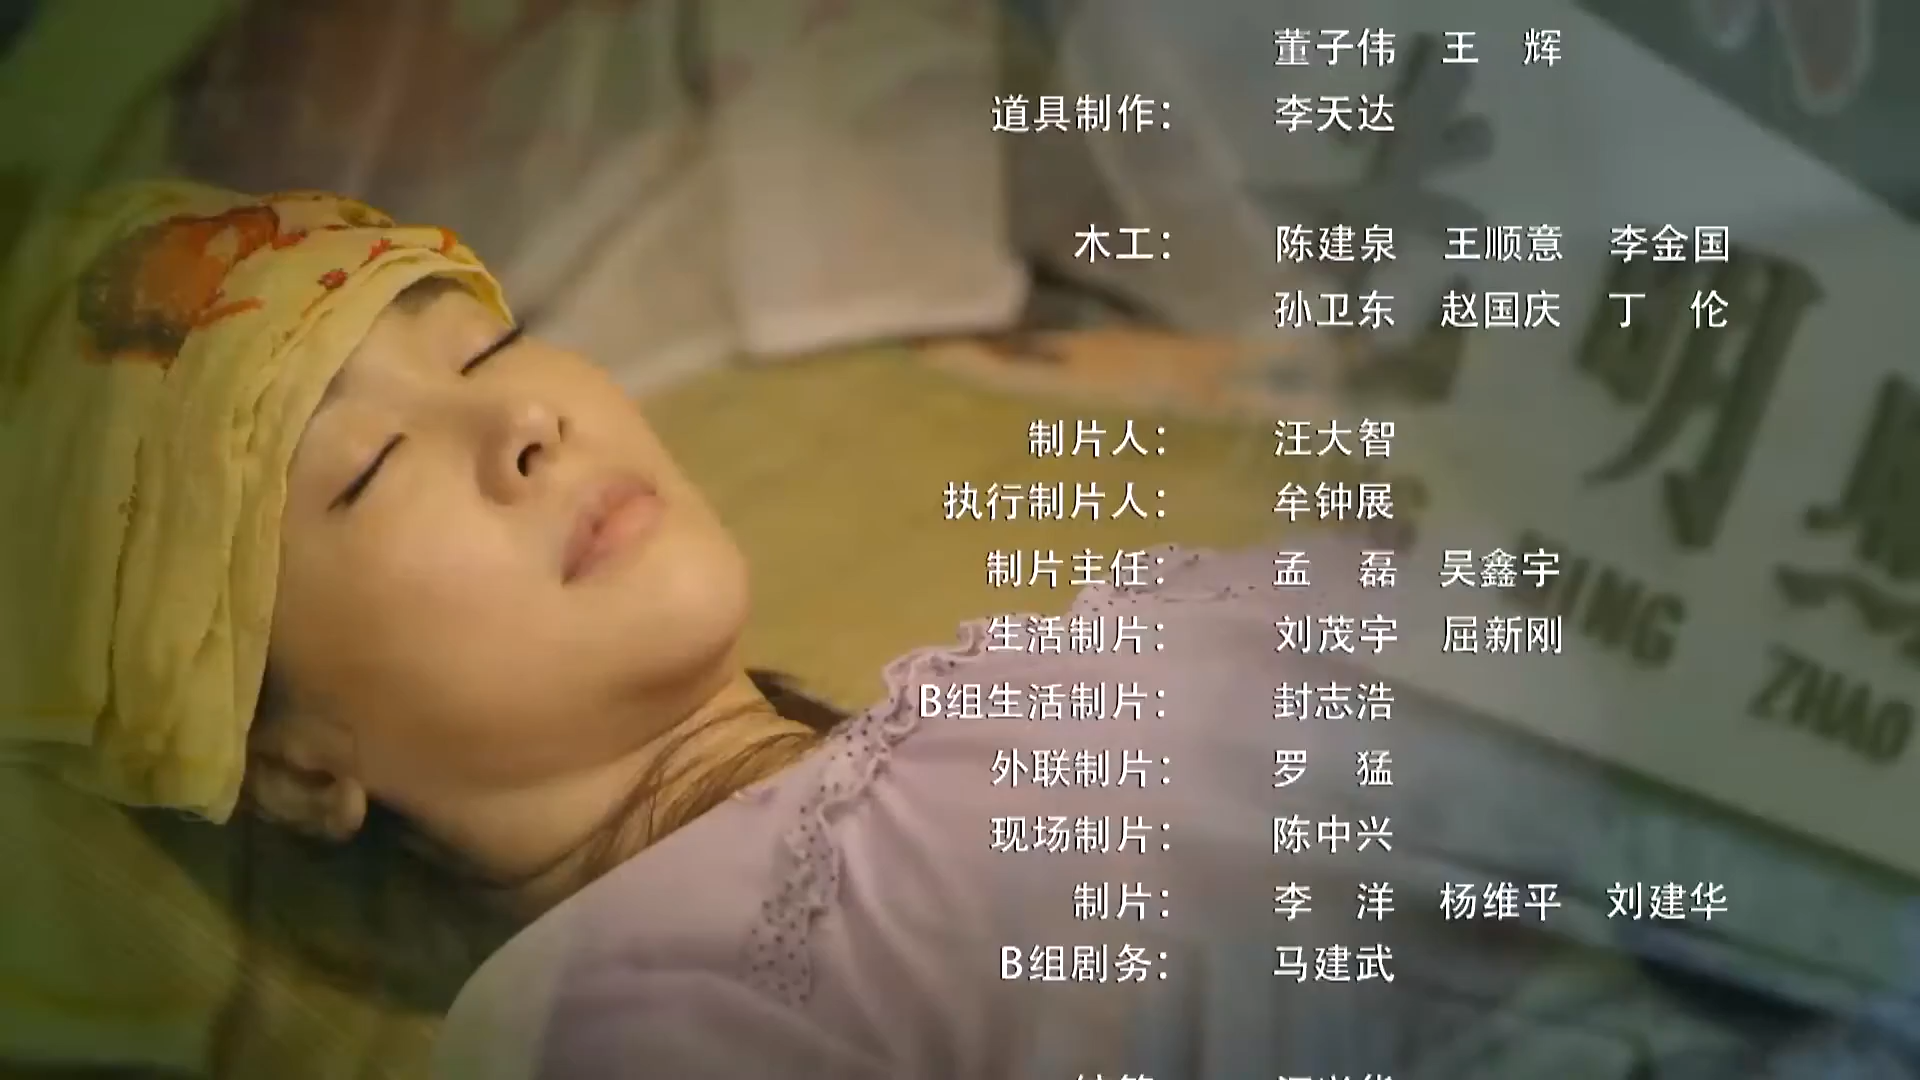 董子伟 王 辉
道具制作： 李天达
木工： 陈建泉 王顺意 李金国
孙卫东 赵国庆 丁 伦
制片人： 汪大智
执行制片人： 牟钟展
制片主任： 孟 磊 吴鑫宇
生活制片： 刘茂宇 屈新刚
B组生活制片： 封志浩
外联制片： 罗 猛
现场制片： 陈中兴
制片： 李 洋 杨维平 刘建华
B组剧务： 马建武
明
MING ZHAO